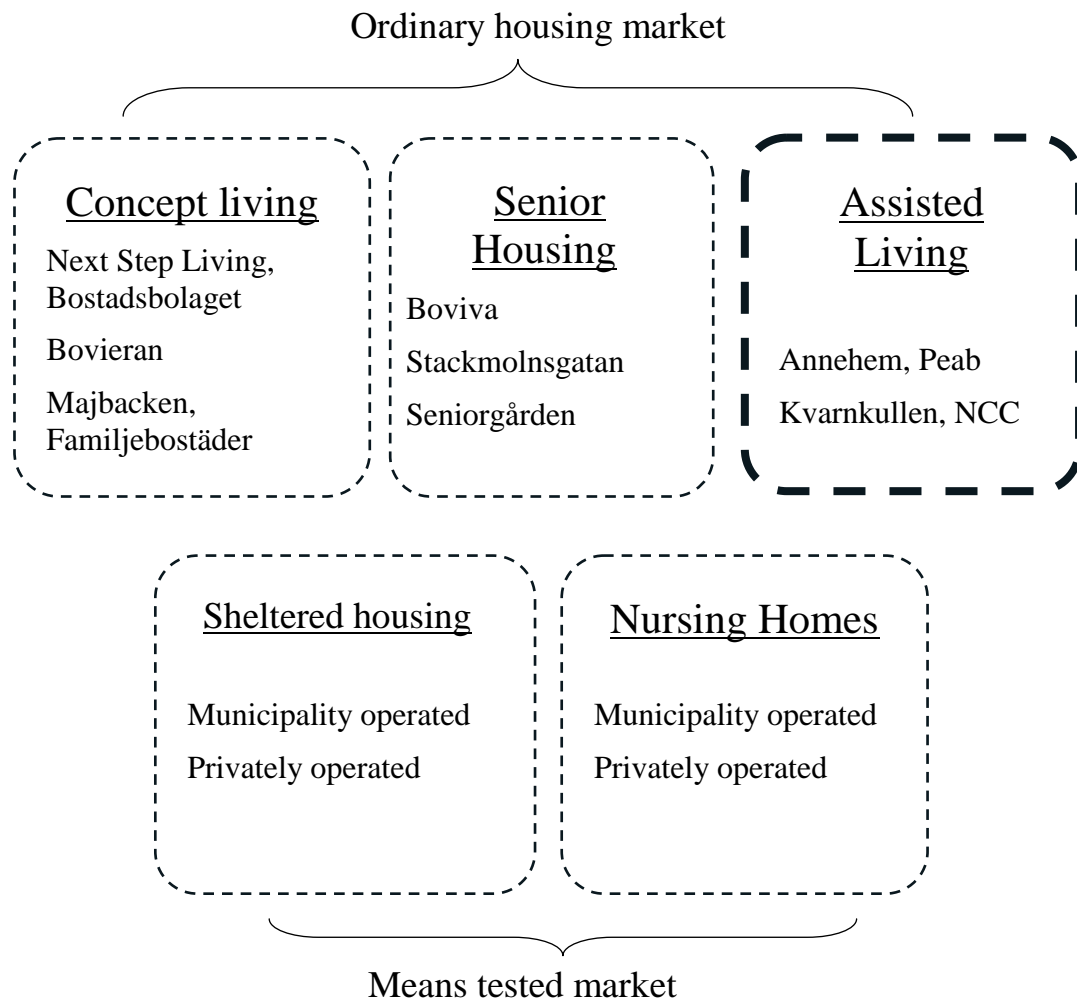 Ordinary housing market
Concept living
Next Step Living,
Bostadsbolaget
Bovieran
Majbacken,
Familjebostäder
Senior
Housing
Boviva
Stackmolnsgatan
Seniorgården
Assisted
Living
Annehem, Peab
Kvarnkullen, NCC
Sheltered housing
Municipality operated
Privately operated
Nursing Homes
Municipality operated
Privately operated
Means tested market